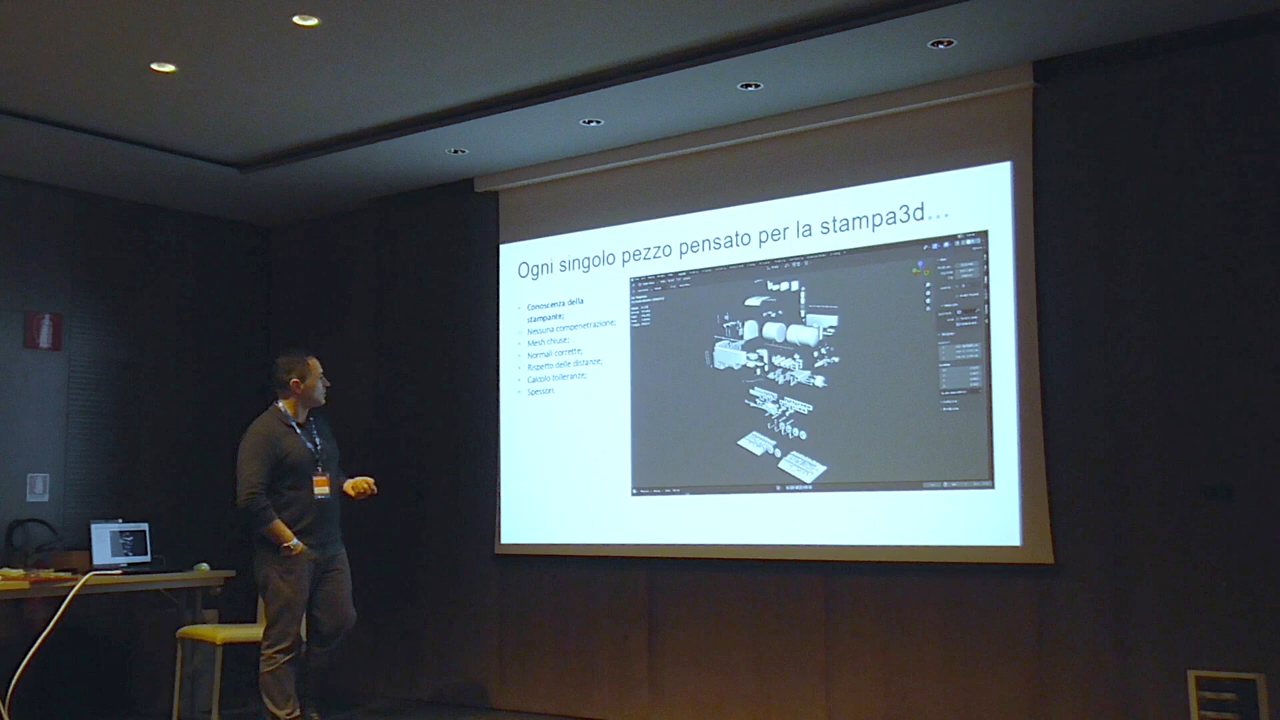 Ogni singolo pezzo pensato per la stampa3d...
Conoscenza della
stampante;
Nessuna compenetrazione;
Mesh chiuse;
Normali corrette;
Rispetto delle distanze;
Calcolo tolleranze;
Spessori.